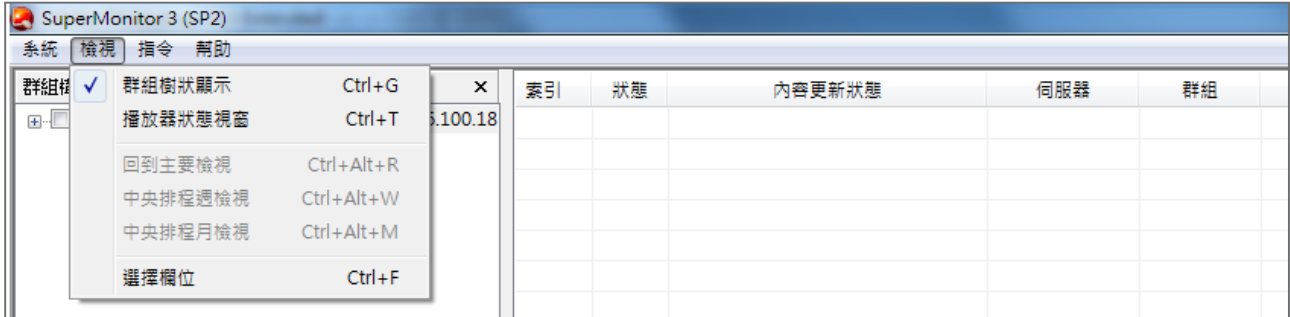 SuperMonitor 3 (SP2)
系統 檢視 指令 幫助
群組樹
群組樹狀顯示 Ctrl+G
播放器狀態視窗 Ctrl+T
回到主要檢視 Ctrl+Alt+R
中央排程週檢視 Ctrl+Alt+W
中央排程月檢視 Ctrl+Alt+M
選擇欄位 Ctrl+F
.100.18
索引 狀態 內容更新狀態 伺服器 群組